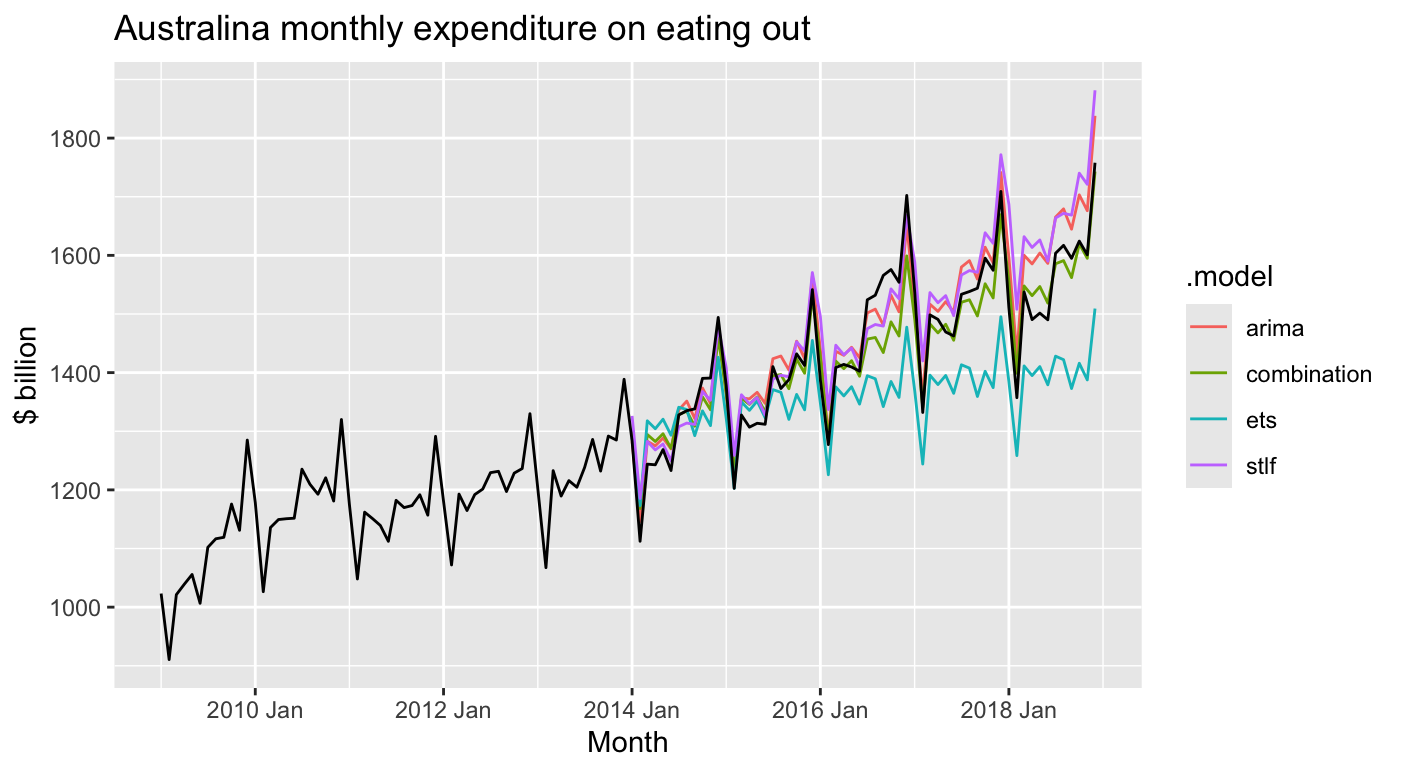 Australina monthly expenditure on eating out
1800
1600
1400
1200
1000
$ billion
2010 Jan
2012 Jan
2014 Jan
2016 Jan
2018 Jan
Month
.model
arima
combination
ets
stlf